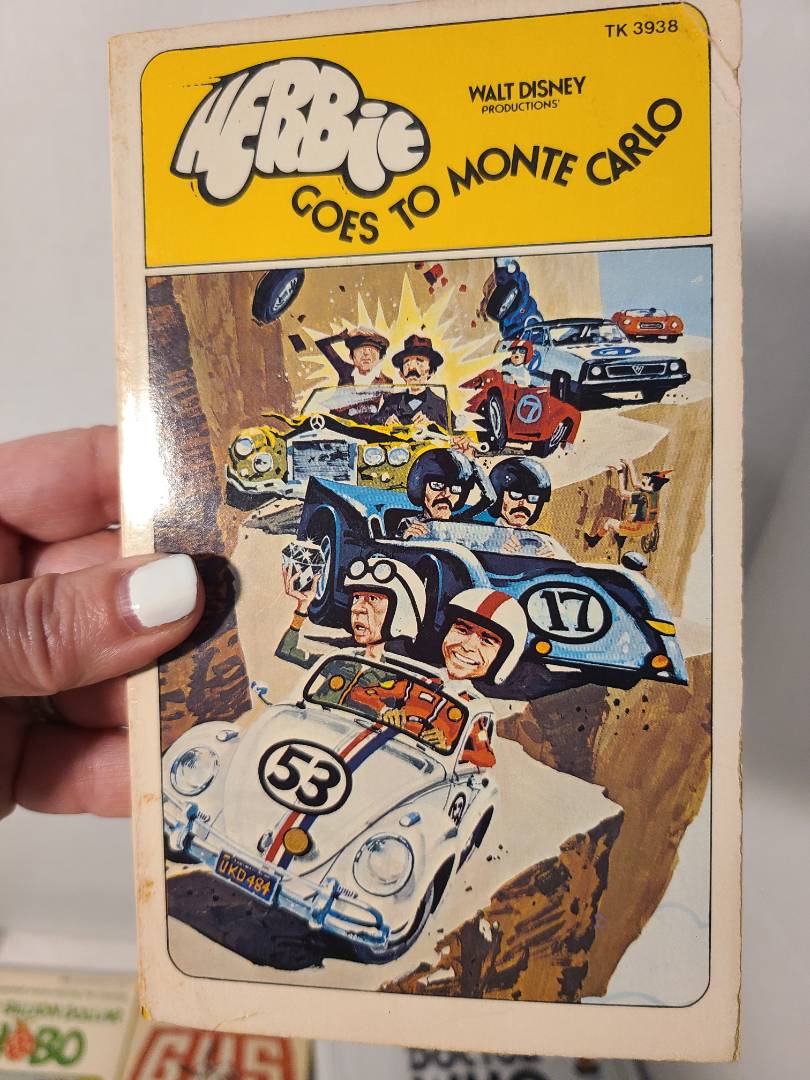 TK 3938
HERBie
WALT DISNEY
PRODUCTIONS'
GOES TO MONTE CARLO
7
17
53
UKD 484
GUS